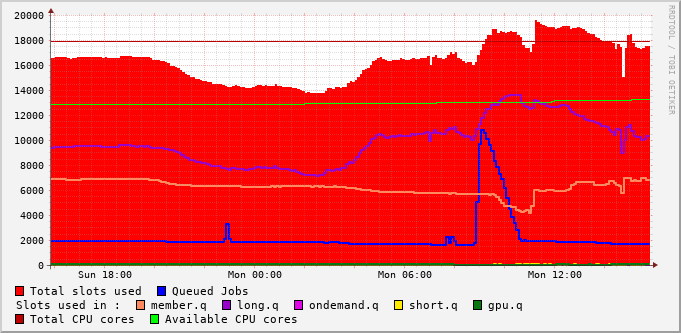 RRDTOOL / TOBI OETIKER
20000
18000
16000
14000
12000
10000
8000
6000
4000
2000
0
Sun 18:00 Mon 00:00 Mon 06:00 Mon 12:00
Total slots used Queued Jobs
Slots used in : member.q long.q ondemand.q short.q gpu.q
Total CPU cores Available CPU cores